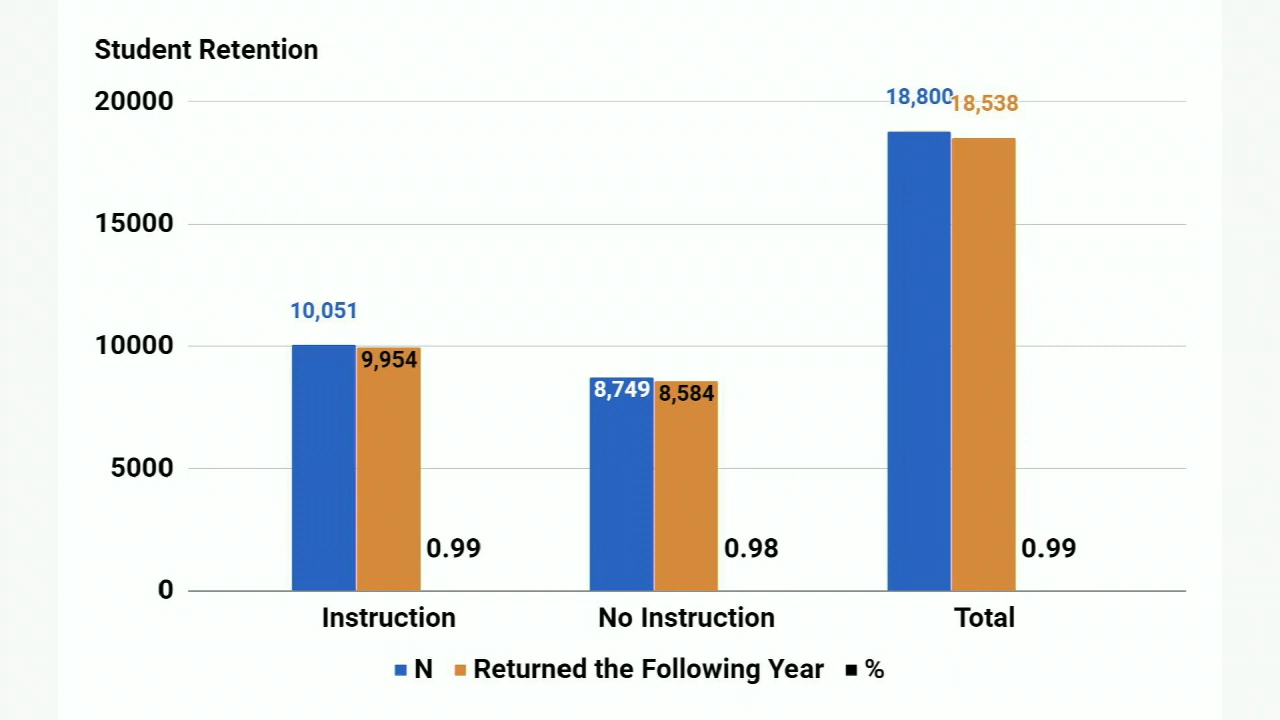 Student Retention
20000
18,800
18,538
15000
10,051
10000
9,954
8,749
8,584
5000
0.99
0.98
0.99
0
Instruction
No Instruction
Total
N
Returned the Following Year
%